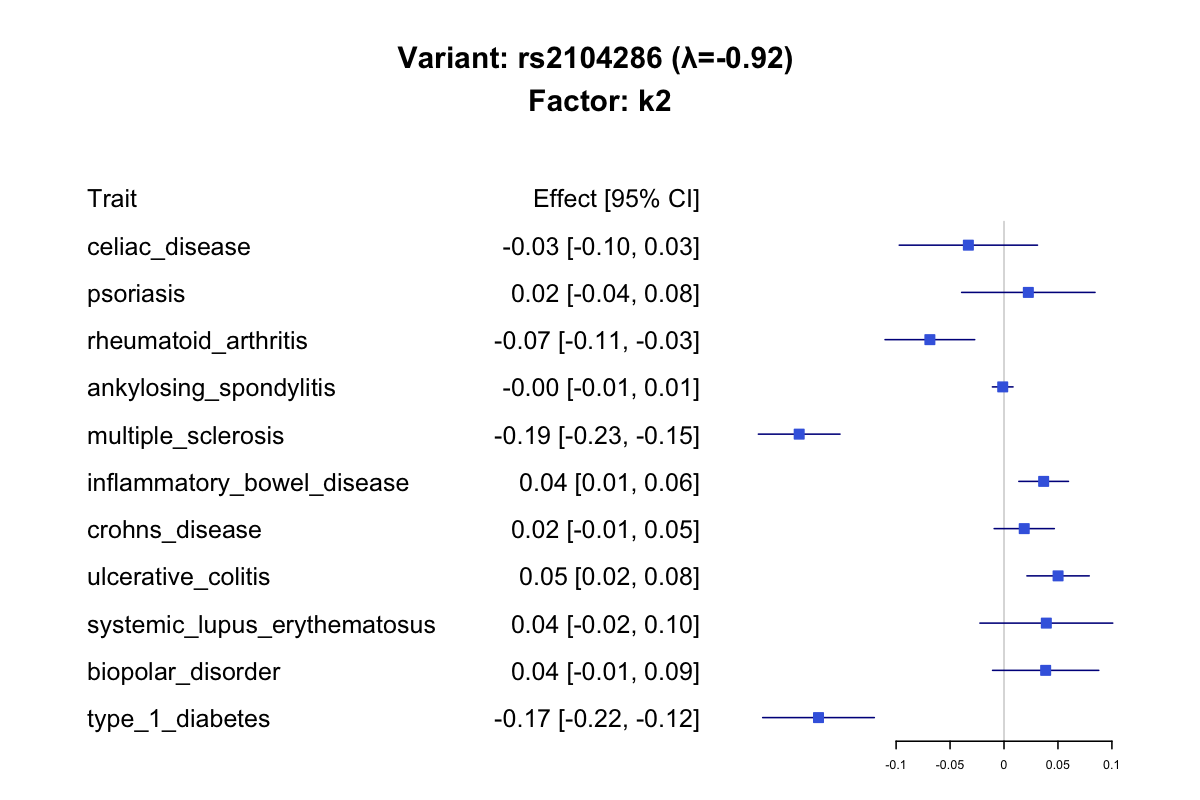 Variant: rs2104286 (λ=-0.92)
Factor: k2
Trait Effect [95% CI]
celiac_disease -0.03 [-0.10, 0.03]
psoriasis 0.02 [-0.04, 0.08]
rheumatoid_arthritis -0.07 [-0.11, -0.03]
ankylosing_spondylitis -0.00 [-0.01, 0.01]
multiple_sclerosis -0.19 [-0.23, -0.15]
inflammatory_bowel_disease 0.04 [0.01, 0.06]
crohns_disease 0.02 [-0.01, 0.05]
ulcerative_colitis 0.05 [0.02, 0.08]
systemic_lupus_erythematosus 0.04 [-0.02, 0.10]
biopolar_disorder 0.04 [-0.01, 0.09]
type_1_diabetes -0.17 [-0.22, -0.12]
-0.1 -0.05 0 0.05 0.1